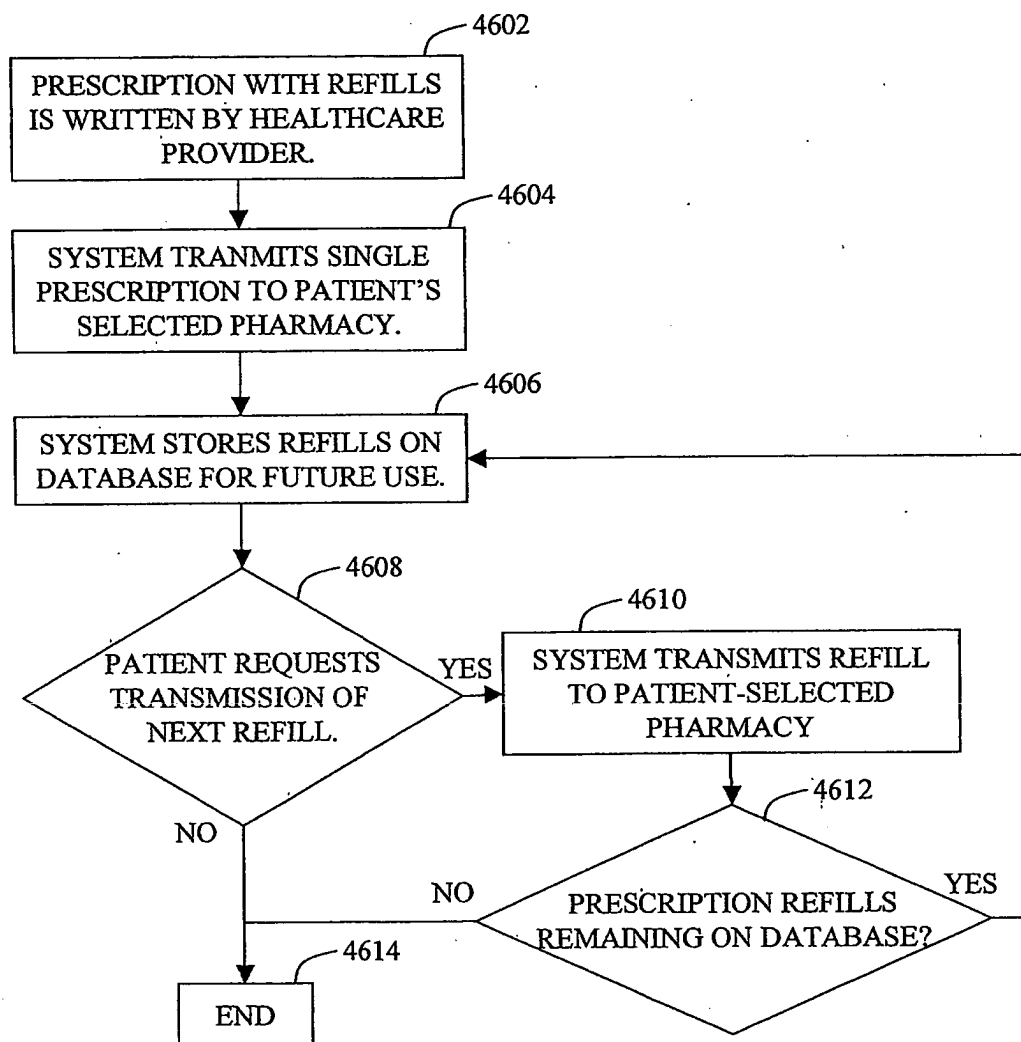 4602
PRESCRIPTION WITH REFILLS
IS WRITTEN BY HEALTHCARE
PROVIDER.
4604
SYSTEM TRANMITS SINGLE
PRESCRIPTION TO PATIENT'S
SELECTED PHARMACY.
4606
SYSTEM STORES REFILLS ON
DATABASE FOR FUTURE USE.
4608
PATIENT REQUESTS
TRANSMISSION OF
NEXT REFILL.
YES
NO
4610
SYSTEM TRANSMITS REFILL
TO PATIENT-SELECTED
PHARMACY
4612
PRESCRIPTION REFILLS
REMAINING ON DATABASE?
NO
YES
4614
END